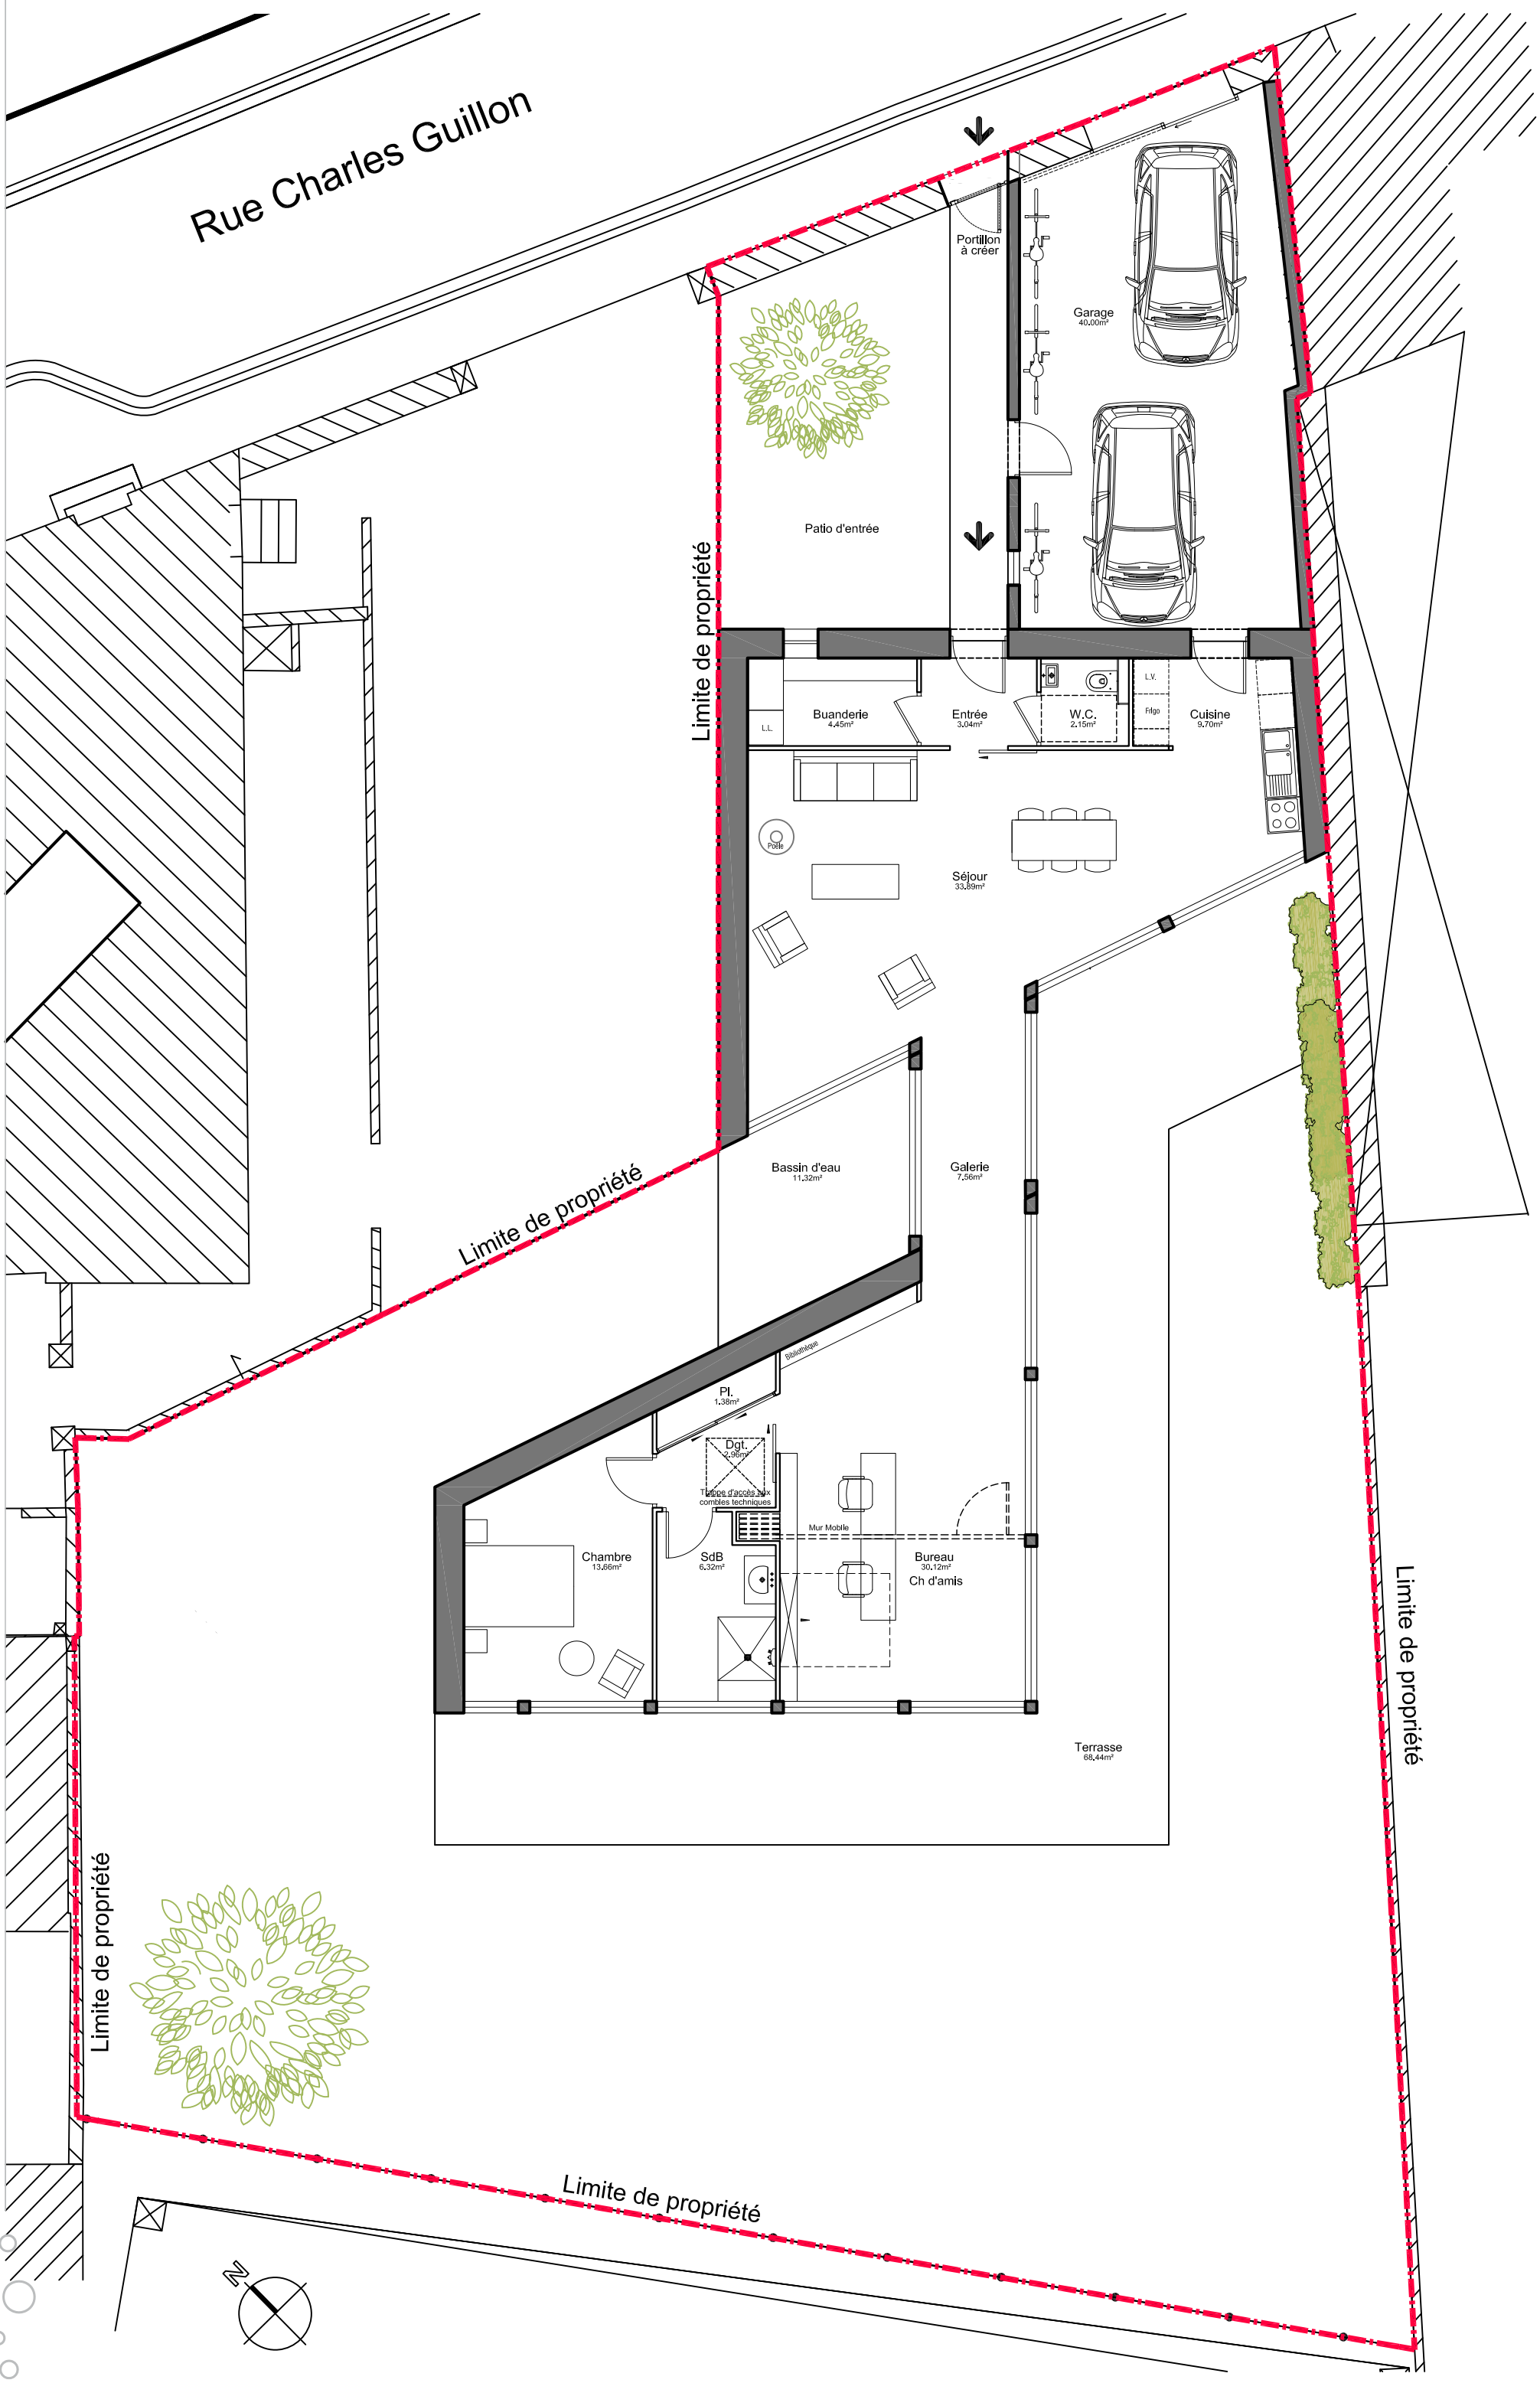 Rue Charles Guillon
Portillon
à créer
Garage
40.00m²
Patio d'entrée
Limite de propriété
Buanderie
4.45m²
L.L.
Entrée
3.04m²
W.C.
2.15m²
L.V.
Frigo
Cuisine
9.70m²
Poêle
Séjour
33.89m²
Bassin d'eau
11.32m²
Galerie
7.56m²
Limite de propriété
Bibliothèque
Pl.
1.38m²
Dgt.
2.96m²
Trappe d'accès aux
combles techniques
Mur Mobile
Chambre
13.66m²
SdB
6.32m²
Bureau
30.12m²
Ch d'amis
Limite de propriété
Terrasse
68.44m²
Limite de propriété
Limite de propriété
N